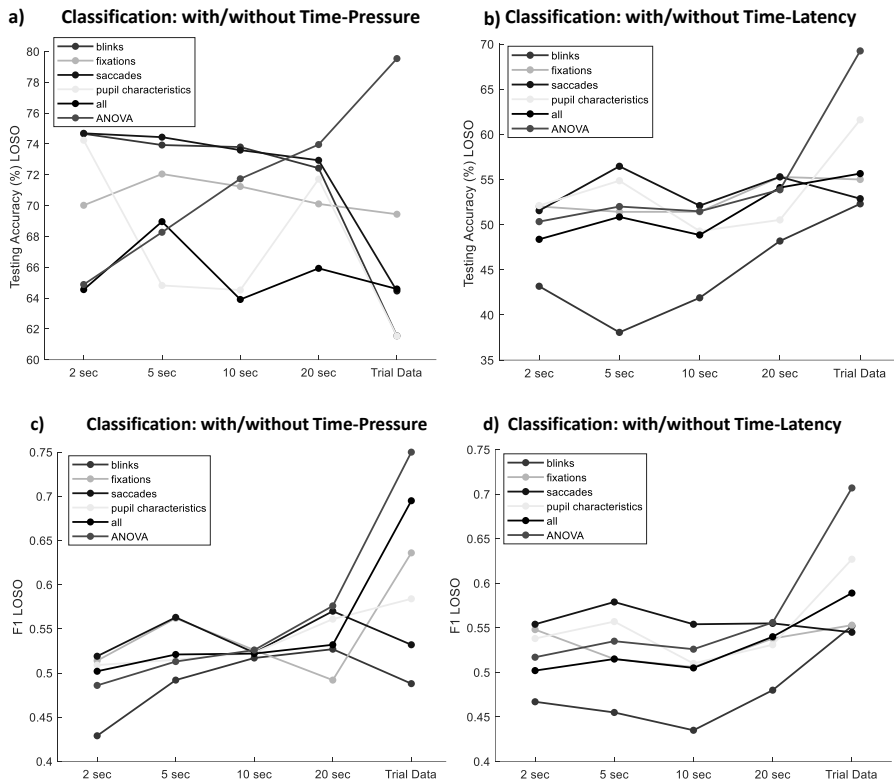 a) Classification: with/without Time-Pressure
80
78
76
74
72
70
68
66
64
62
60
Testing Accuracy (%) LOSO
blinks
fixations
saccades
pupil characteristics
all
ANOVA
2 sec 5 sec 10 sec 20 sec Trial Data
b) Classification: with/without Time-Latency
70
65
60
55
50
45
40
35
Testing Accuracy (%) LOSO
blinks
fixations
saccades
pupil characteristics
all
ANOVA
2 sec 5 sec 10 sec 20 sec Trial Data
c) Classification: with/without Time-Pressure
0.75
0.7
0.65
0.6
0.55
0.5
0.45
0.4
F1 LOSO
blinks
fixations
saccades
pupil characteristics
all
ANOVA
2 sec 5 sec 10 sec 20 sec Trial Data
d) Classification: with/without Time-Latency
0.75
0.7
0.65
0.6
0.55
0.5
0.45
0.4
F1 LOSO
blinks
fixations
saccades
pupil characteristics
all
ANOVA
2 sec 5 sec 10 sec 20 sec Trial Data